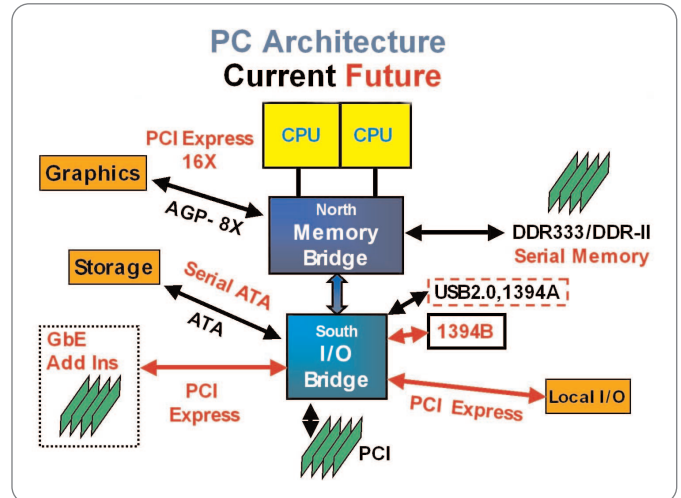 PC Architecture
Current Future
CPU
CPU
PCI Express
16X
Graphics
AGP- 8X
North
Memory
Bridge
DDR333/DDR-II
Serial Memory
Storage
Serial ATA
ATA
USB2.0,1394A
South
I/O
Bridge
1394B
GbE
Add Ins
PCI
Express
PCI Express
Local I/O
PCI